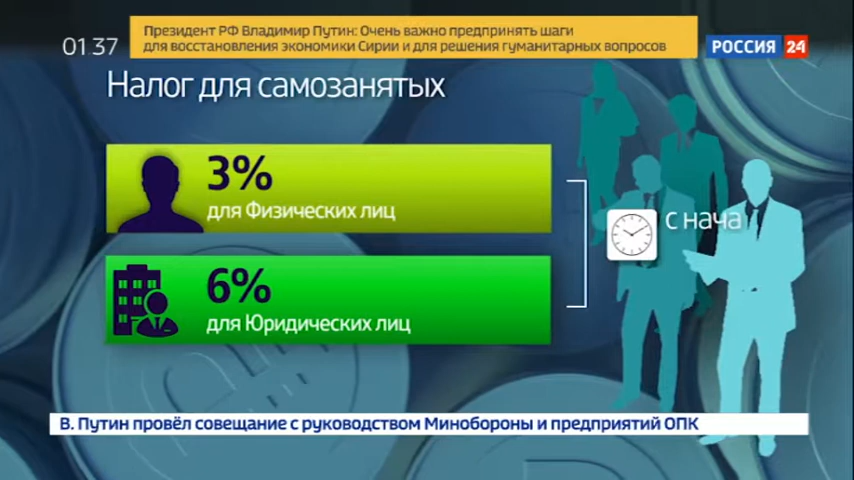 01.37
Президент РФ Владимир Путин: Очень важно предпринять шаги
для восстановления экономики Сирии и для решения гуманитарных вопросов
РОССИЯ 24
Налог для самозанятых
3%
для Физических лиц
6%
для Юридических лиц
с нача
В. Путин провёл совещание с руководством Минобороны и предприятий ОПК